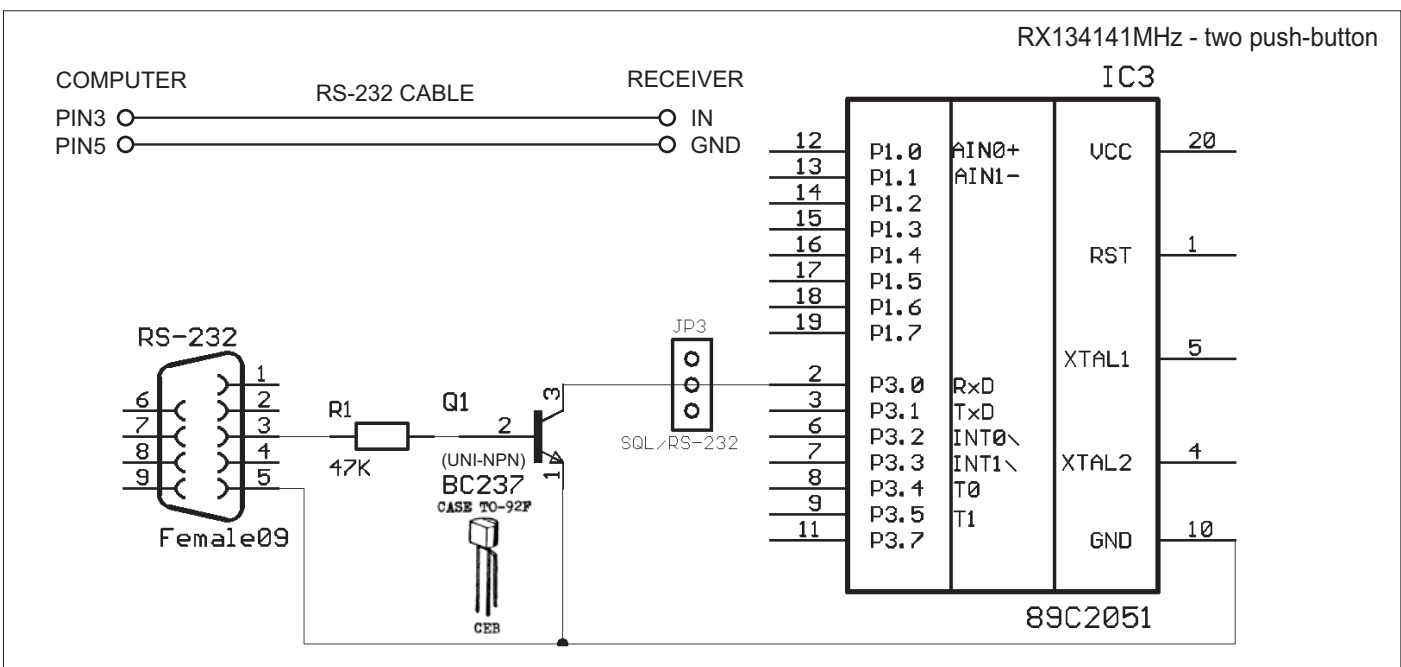 RX134141MHz - two push-button
COMPUTER
RS-232 CABLE
RECEIVER
PIN3
IN
PIN5
GND
IC3
12 P1.0 AIN0+ VCC 20
13 P1.1 AIN1-
14 P1.2
15 P1.3
16 P1.4 RST 1
17 P1.5
18 P1.6
19 P1.7
XTAL1 5
2 P3.0 RxD
3 P3.1 TxD
6 P3.2 INT0\
7 P3.3 INT1\ XTAL2 4
8 P3.4 T0
9 P3.5 T1
11 P3.7 GND 10
89C2051
JP3
SQL/RS-232
RS-232
1
6
2
7
3
8
4
9
5
Female09
R1
47K
Q1
3
2
1
(UNI-NPN)
BC237
CASE TO-92F
CEB